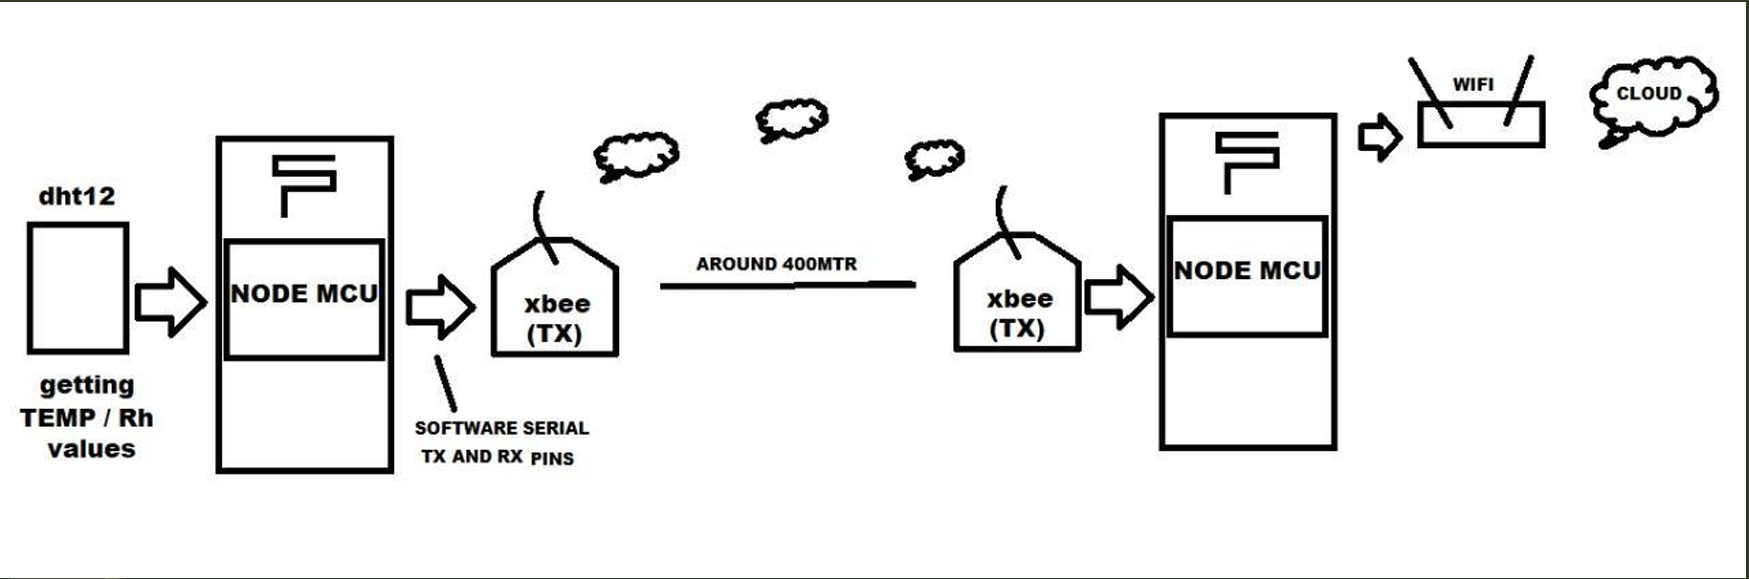 dht12
getting
TEMP / Rh
values
NODE MCU
SOFTWARE SERIAL
TX AND RX PINS
xbee
(TX)
AROUND 400MTR
xbee
(TX)
NODE MCU
WIFI
CLOUD